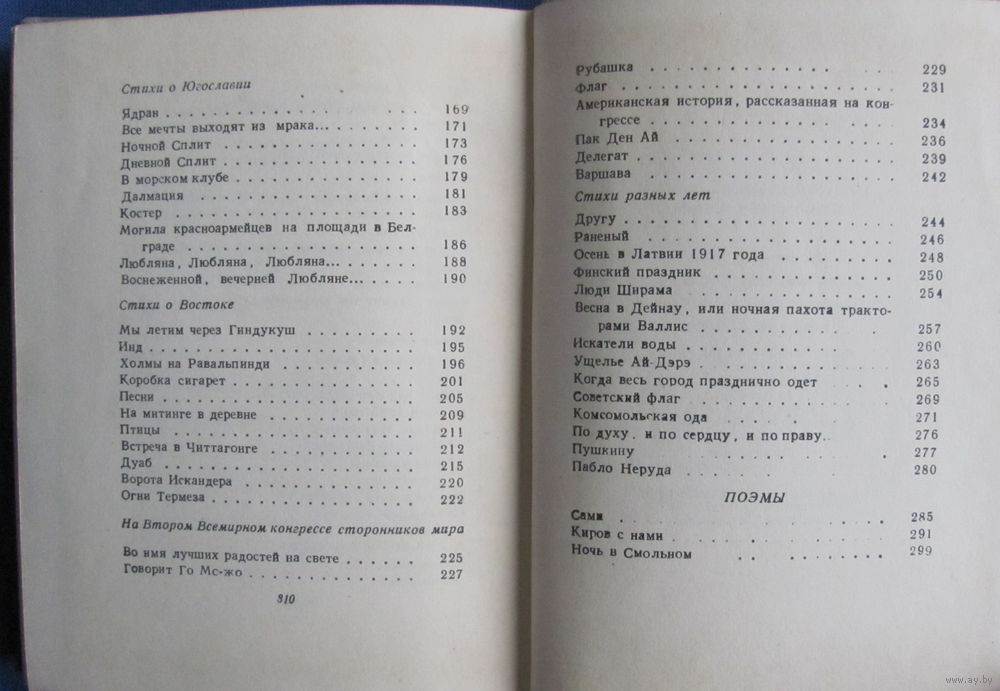 Стихи о Югославии
Ядран . . . . . . . . . . . . . . . . 169
Все мечты выходят из мрака... . . . . . . . 171
Ночной Сплит . . . . . . . . . . . . . 173
Дневной Сплит . . . . . . . . . . . . . 176
В морском клубе . . . . . . . . . . . . 179
Далмация . . . . . . . . . . . . . . 181
Костер . . . . . . . . . . . . . . . 183
Могила красноармейцев на площади в Бел-
граде . . . . . . . . . . . . . . . 186
Любляна, Любляна, Любляна... . . . . . . 188
Воснеженной, вечерней Любляне... . . . . 190
Стихи о Востоке
Мы летим через Гиндукуш . . . . . . . . 192
Инд . . . . . . . . . . . . . . . . . 195
Холмы на Равальпинди . . . . . . . . . . 196
Коробка сигарет . . . . . . . . . . . . 201
Песни . . . . . . . . . . . . . . . . 205
На митинге в деревне . . . . . . . . . . 209
Птицы . . . . . . . . . . . . . . . . 211
Встреча в Читтагонге . . . . . . . . . . 212
Дуаб . . . . . . . . . . . . . . . . 215
Ворота Искандера . . . . . . . . . . . . 220
Огни Термеза . . . . . . . . . . . . . 222
На Втором Всемирном конгрессе сторонников мира
Во имя лучших радостей на свете . . . . . . 225
Говорит Го Мо-жо . . . . . . . . . . . . 227
310
Рубашка . . . . . . . . . . . . . . 229
Флаг . . . . . . . . . . . . . . . . 231
Американская история, рассказанная на кон-
грессе . . . . . . . . . . . . . . . 234
Пак Ден Ай . . . . . . . . . . . . . . 236
Делегат . . . . . . . . . . . . . . . 239
Варшава . . . . . . . . . . . . . . . 242
Стихи разных лет
Другу . . . . . . . . . . . . . . . . 244
Раненый . . . . . . . . . . . . . . . 246
Осень в Латвии 1917 года . . . . . . . . 248
Финский праздник . . . . . . . . . . . . 250
Люди Ширама . . . . . . . . . . . . . 254
Весна в Дейнау, или ночная пахота тракто-
рами Валлис . . . . . . . . . . . . 257
Искатели воды . . . . . . . . . . . . . 260
Ущелье Ай-Дэрэ . . . . . . . . . . . . 263
Когда весь город празднично одет . . . . 265
Советский флаг . . . . . . . . . . . . 269
Комсомольская ода . . . . . . . . . . . 271
По духу, и по сердцу, и по праву.. . 276
Пушкину . . . . . . . . . . . . . . . 277
Пабло Неруда . . . . . . . . . . . . . 280
ПОЭМЫ
Сами . . . . . . . . . . . . . . . . 285
Киров с нами . . . . . . . . . . . . . 291
Ночь в Смольном . . . . . . . . . . . . 299
www.ay.by